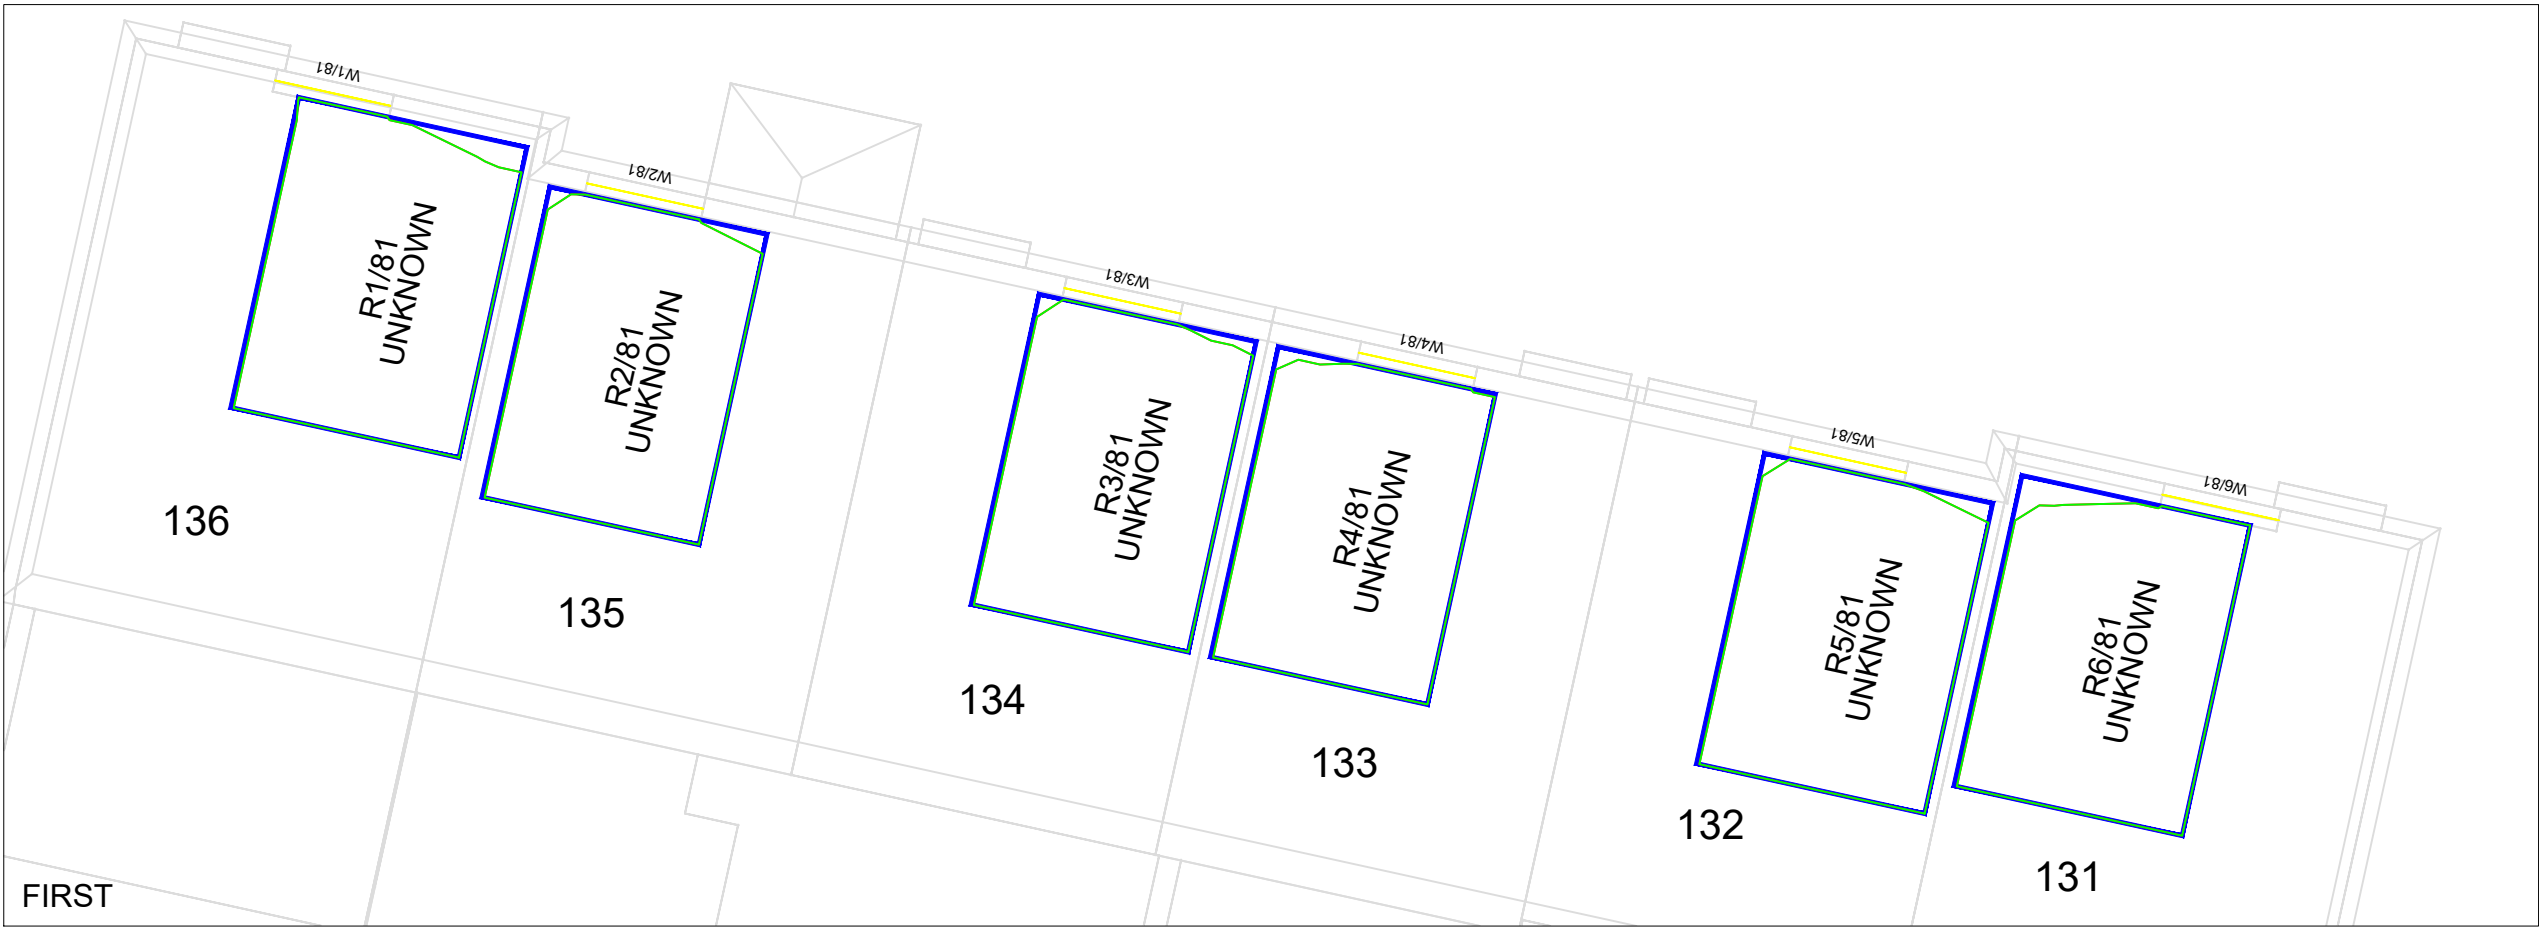 W1/81
W2/81
W3/81
W4/81
W5/81
W6/81
R1/81
UNKNOWN
R2/81
UNKNOWN
R3/81
UNKNOWN
R4/81
UNKNOWN
R5/81
UNKNOWN
R6/81
UNKNOWN
136
135
134
133
132
131
FIRST